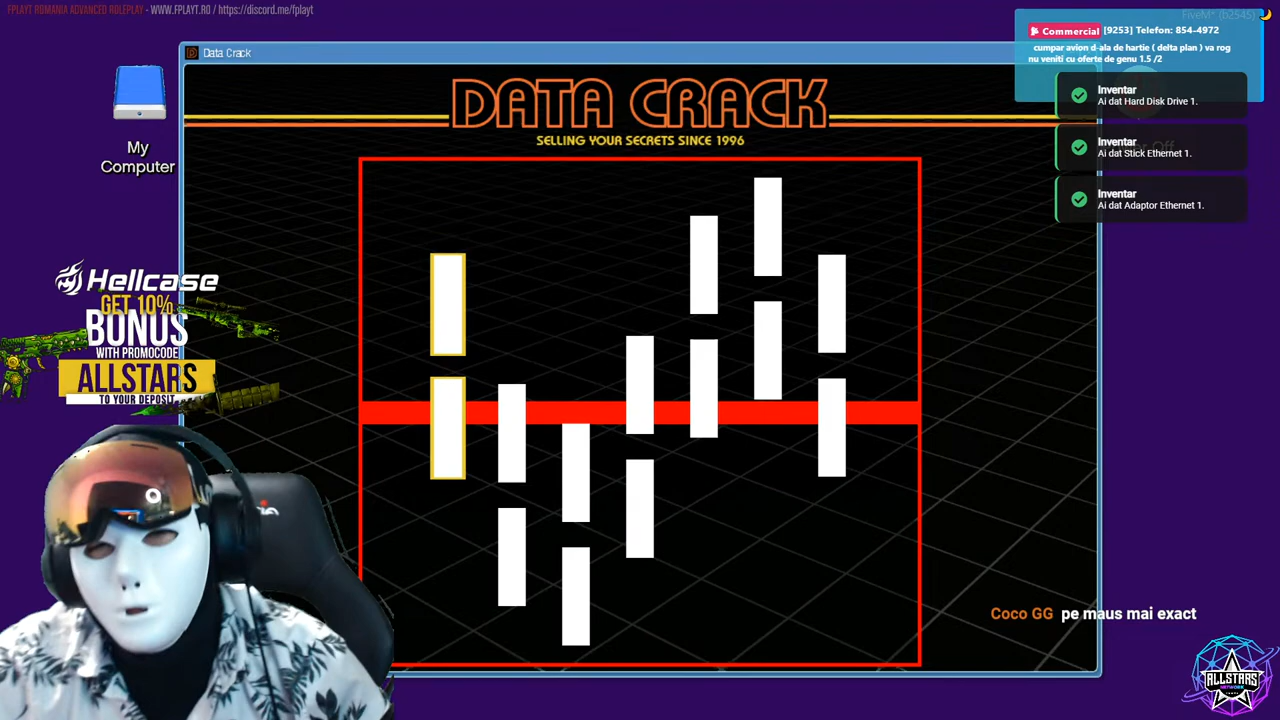 FPLAYT ROMANIA ADVANCED ROLEPLAY - WWW.FPLAYT.RO / https://discord.me/fplayt
FiveM* (b2545)
Data Crack
Commercial [9253] Telefon: 854-4972
cumpar avion d-ala de hartie ( delta plan ) va rog
nu veniti cu oferte de genu 1.5 /2
Inventar
Ai dat Hard Disk Drive 1.
Inventar
Ai dat Stick Ethernet 1.
Inventar
Ai dat Adaptor Ethernet 1.
DATA CRACK
SELLING YOUR SECRETS SINCE 1996
My
Computer
Hellcase
GET 10%
BONUS
WITH PROMOCODE
ALLSTARS
TO YOUR DEPOSIT
Coco GG pe maus mai exact
ALLSTARS
NETWORK